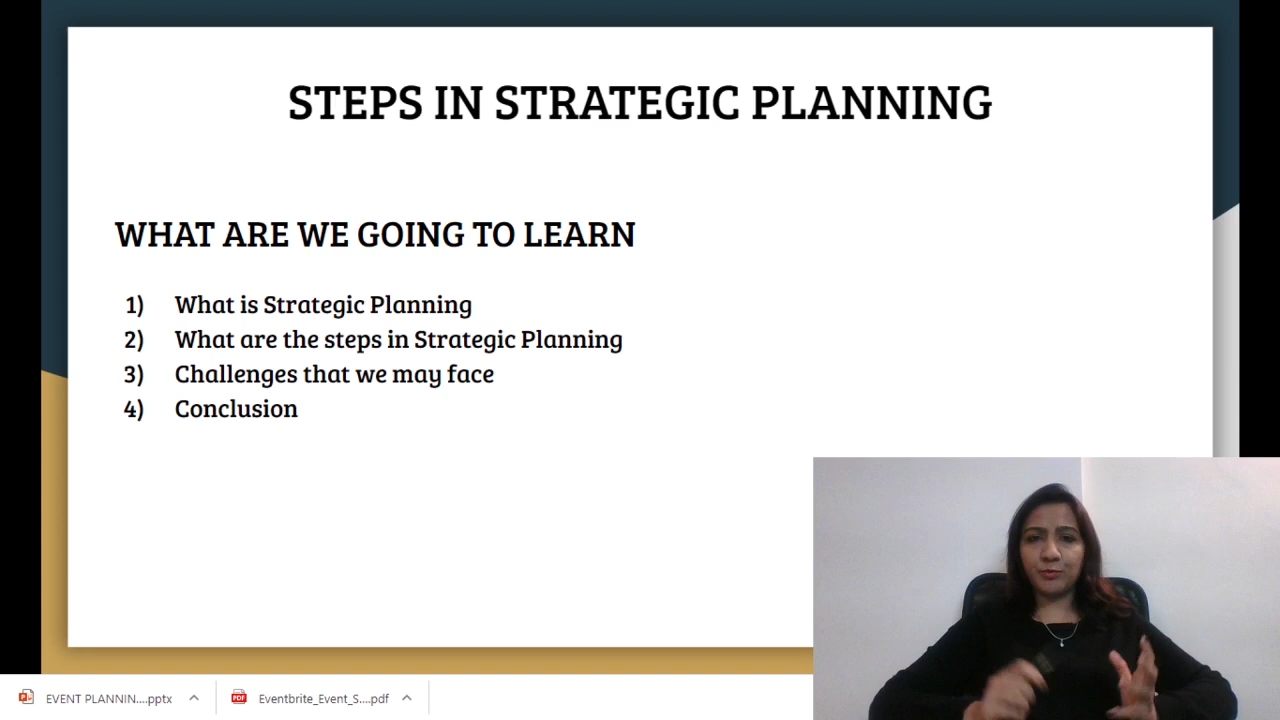 STEPS IN STRATEGIC PLANNING
WHAT ARE WE GOING TO LEARN
1) What is Strategic Planning
2) What are the steps in Strategic Planning
3) Challenges that we may face
4) Conclusion
EVENT PLANNIN....pptx
PDF Eventbrite_Event_S....pdf